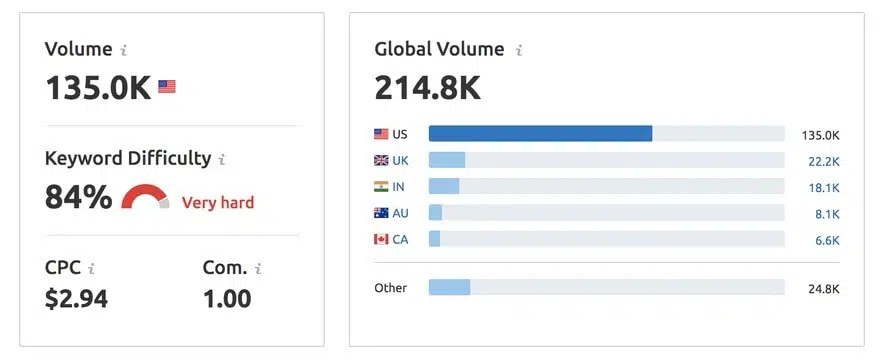 Volume i
135.0K
Keyword Difficulty i
84% Very hard
CPC i Com. i
$2.94 1.00
Global Volume i
214.8K
US 135.0K
UK 22.2K
IN 18.1K
AU 8.1K
CA 6.6K
Other 24.8K